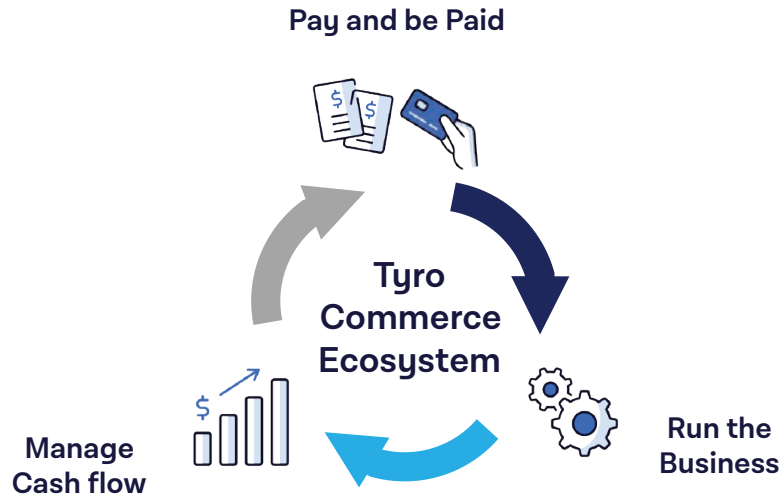 Pay and be Paid
$
$
Tyro
Commerce
Ecosystem
$
Manage
Cash flow
Run the
Business